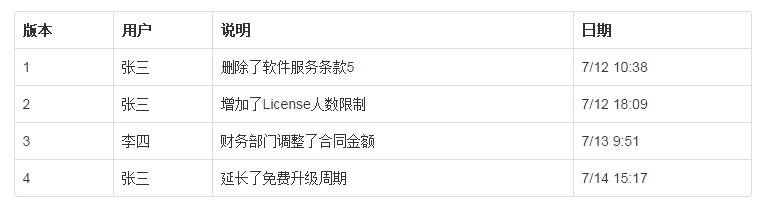 版本 用户 说明 日期
1 张三 删除了软件服务条款5 7/12 10:38
2 张三 增加了License人数限制 7/12 18:09
3 李四 财务部门调整了合同金额 7/13 9:51
4 张三 延长了免费升级周期 7/14 15:17